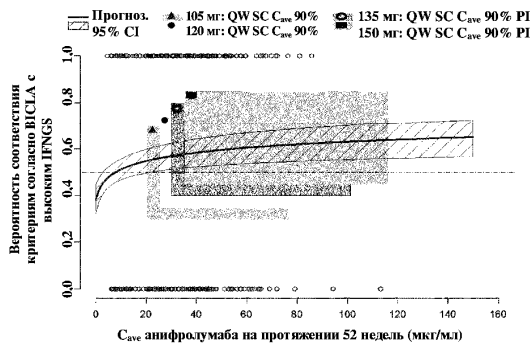 Прогноз.
95% CI
105 мг: QW SC Cave 90%
120 мг: QW SC Cave 90%
135 мг: QW SC Cave 90% PI
150 мг: QW SC Cave 90% PI
Вероятность соответствия
критериям согласно BICLA с
высоким IFNGS
1,0
0,8
0,6
0,4
0,2
0,0
0 20 40 60 80 100 120 140 160
Cave анифролумаба на протяжении 52 недель (мкг/мл)